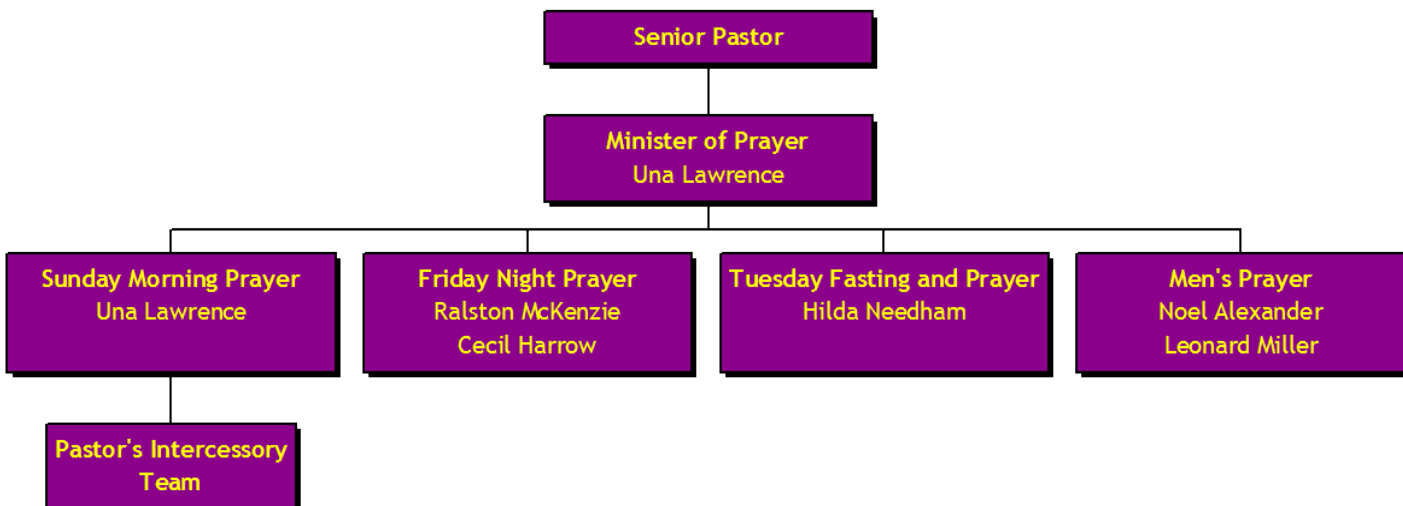 Senior Pastor
Minister of Prayer
Una Lawrence
Sunday Morning Prayer
Una Lawrence
Friday Night Prayer
Ralston McKenzie
Cecil Harrow
Tuesday Fasting and Prayer
Hilda Needham
Men's Prayer
Noel Alexander
Leonard Miller
Pastor's Intercessory
Team